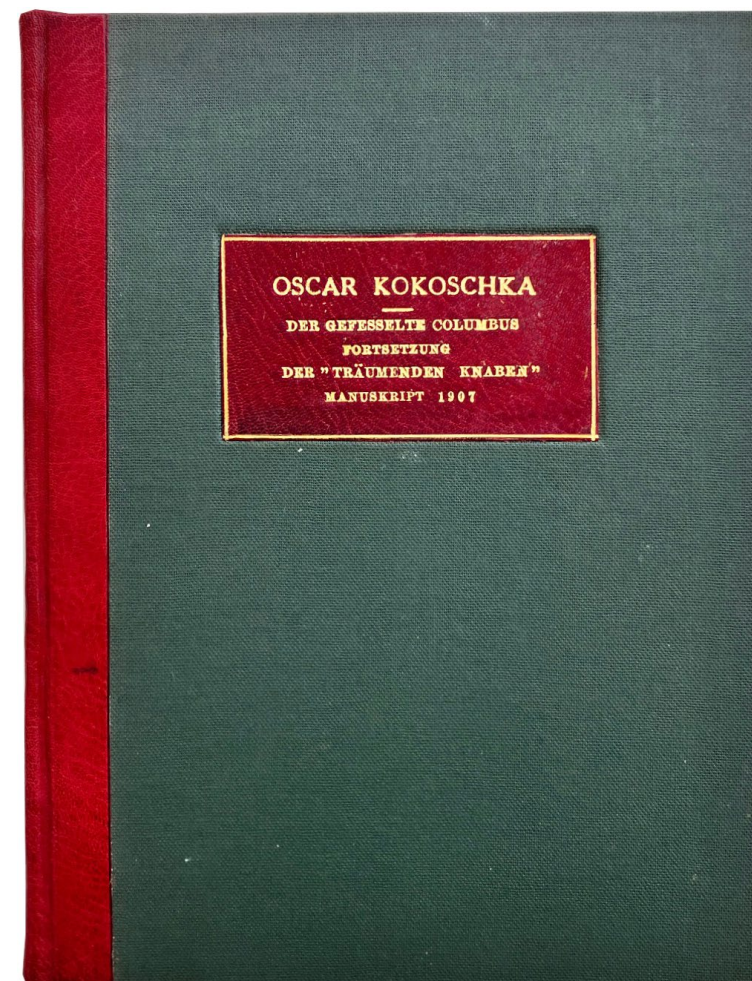 OSCAR KOKOSCHKA
DER GEFESSELTE COLUMBUS
FORTSETZUNG
DER "TRÄUMENDEN KNABEN"
MANUSKRIPT 1907